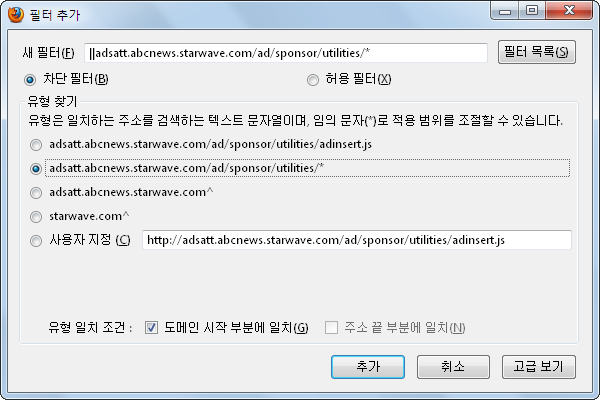 필터 추가
새 필터(F) ||adsatt.abcnews.starwave.com/ad/sponsor/utilities/* 필터 목록(S)
차단 필터(B) 허용 필터(X)
유형 찾기
유형은 일치하는 주소를 검색하는 텍스트 문자열이며, 임의 문자(*)로 적용 범위를 조절할 수 있습니다.
adsatt.abcnews.starwave.com/ad/sponsor/utilities/adinsert.js
adsatt.abcnews.starwave.com/ad/sponsor/utilities/*
adsatt.abcnews.starwave.com^
starwave.com^
사용자 지정 (C) http://adsatt.abcnews.starwave.com/ad/sponsor/utilities/adinsert.js
유형 일치 조건 : 도메인 시작 부분에 일치(G) 주소 끝 부분에 일치(N)
추가 취소 고급 보기